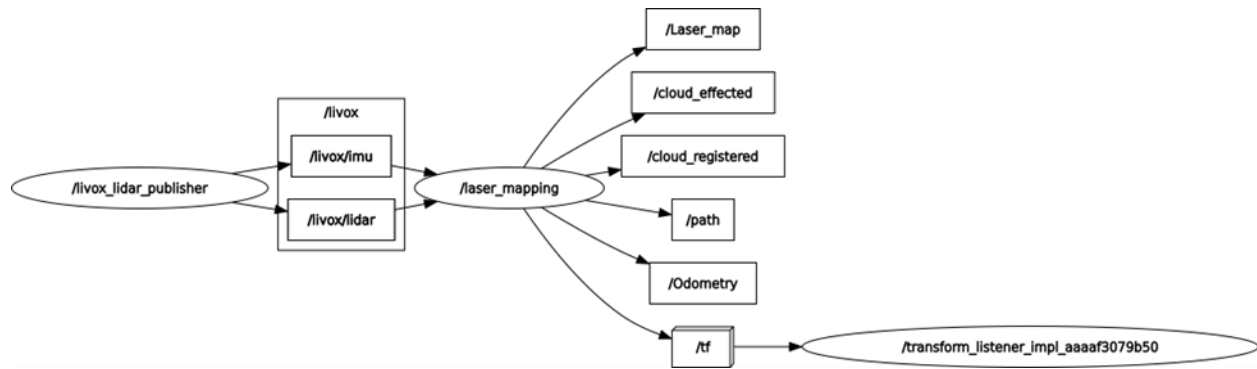 /Laser_map
/cloud_effected
/livox
/livox/imu
/cloud_registered
/livox_lidar_publisher
/laser_mapping
/livox/lidar
/path
/Odometry
/tf
/transform_listener_impl_aaaaf3079b50